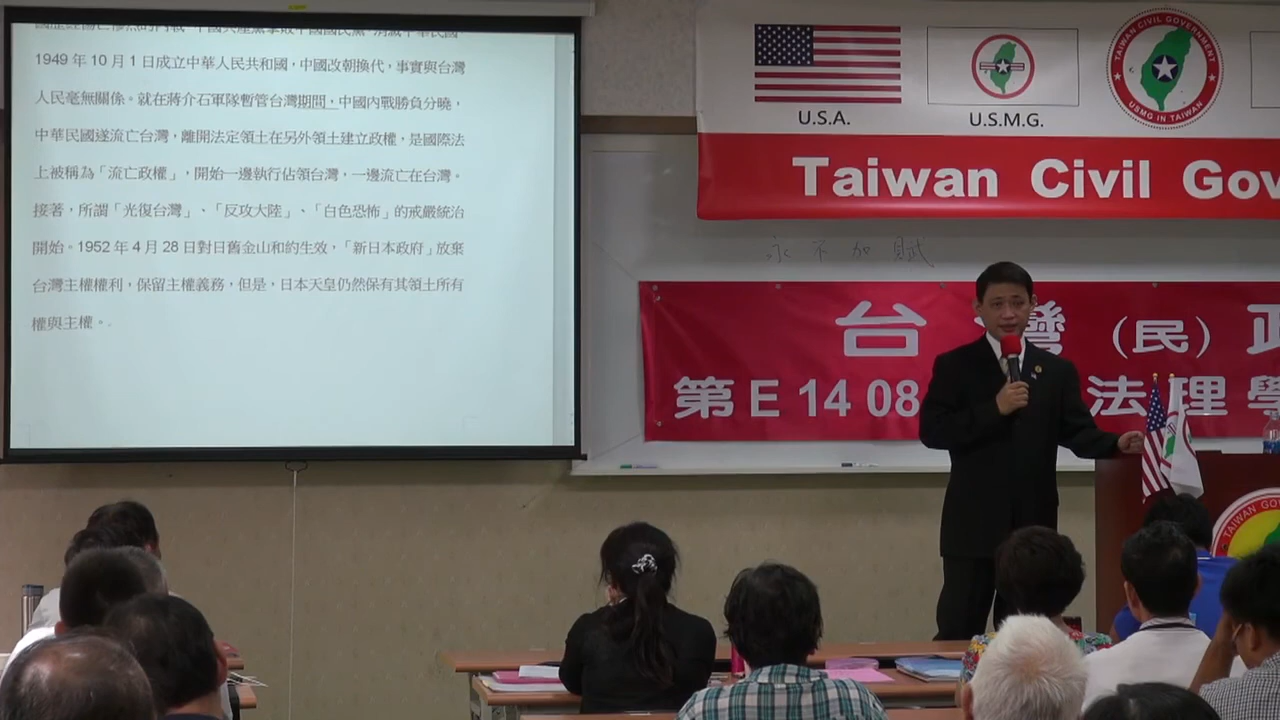 1949 年 10 月 1 日成立中華人民共和國，中國改朝換代，事實與台灣
人民毫無關係。就在蔣介石軍隊暫管台灣期間，中國內戰勝負分曉，
中華民國遂流亡台灣，離開法定領土在另外領土建立政權，是國際法
上被稱為「流亡政權」，開始一邊執行佔領台灣，一邊流亡在台灣。
接著，所謂「光復台灣」、「反攻大陸」、「白色恐怖」的戒嚴統治
開始。1952 年 4 月 28 日對日舊金山和約生效，「新日本政府」放棄
台灣主權權利，保留主權義務，但是，日本天皇仍然保有其領土所有
權與主權。
U.S.A.
U.S.M.G.
TAIWAN CIVIL GOVERNMENT
USMG IN TAIWAN
Taiwan Civil Gov
永不加賦
台灣（民）政
第E 14 08
法理學
TAIWAN GOV